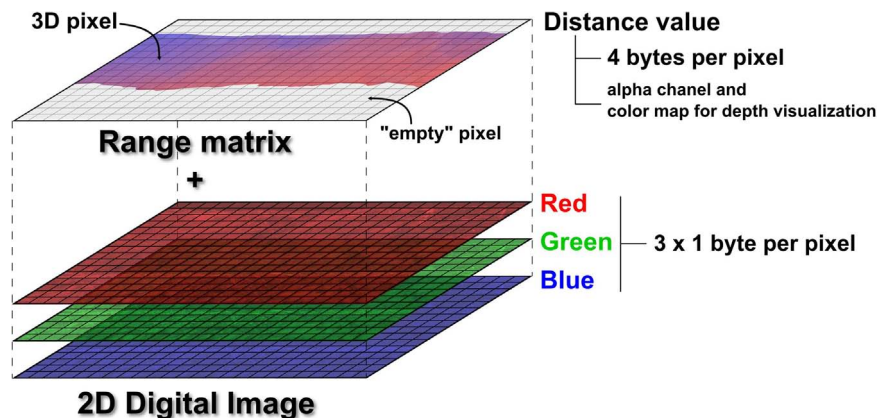 3D pixel
Distance value
4 bytes per pixel
alpha chanel and
color map for depth visualization
"empty" pixel
Range matrix
+
Red
Green
Blue
3 x 1 byte per pixel
2D Digital Image